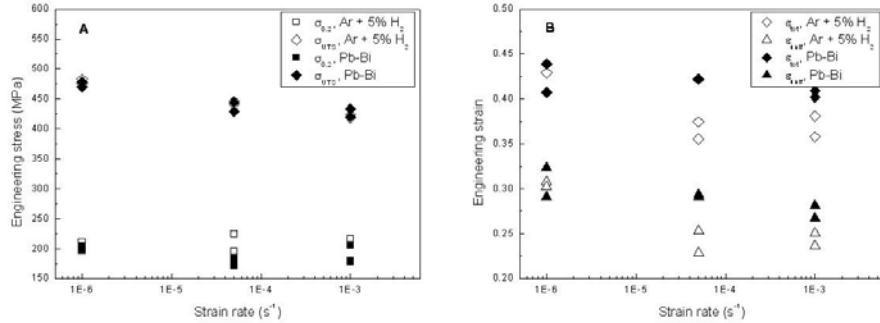 A
σ0.2, Ar + 5% H2
σUTS, Ar + 5% H2
σ0.2, Pb-Bi
σUTS, Pb-Bi
600
550
500
450
400
350
300
250
200
150
Engineering stress (MPa)
1E-6
1E-5
1E-4
1E-3
Strain rate (s-1)
B
εtot, Ar + 5% H2
εunif, Ar + 5% H2
εtot, Pb-Bi
εunif, Pb-Bi
0.50
0.45
0.40
0.35
0.30
0.25
0.20
Engineering strain
1E-6
1E-5
1E-4
1E-3
Strain rate (s-1)